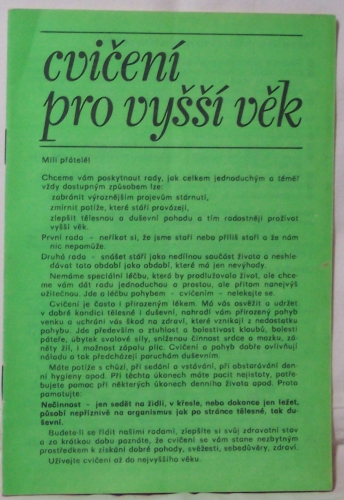 cvičení
pro vyšší věk
Milí přátelé!
Chceme vám poskytnout rady, jak celkem jednoduchým a téměř
vždy dostupným způsobem lze:
zabránit výraznějším projevům stárnutí,
zmírnit potíže, které stáří provázejí,
zlepšit tělesnou a duševní pohodu a tím radostněji prožívat
vyšší věk.
První rada - neříkat si, že jsme staří nebo příliš staří a že nám
nic nepomůže.
Druhá rada - snášet stáří jako nedílnou součást života a neshle-
dávat toto období jako období, které má jen nevýhody.
Nemáme speciální léčbu, která by prodlužovala život, ale chce-
me vám dát radu jednoduchou a prostou, ale přitom nanejvýš
užitečnou. Jde o léčbu pohybem - cvičením - nelekejte se.
Cvičení je často i přirozeným lékem. Má vás osvěžit a udržet
v dobré kondici tělesné i duševní, nahradí vám přirozený pohyb
venku a uchrání vás škod na zdraví, které vznikají z nedostatku
pohybu. Jde především o ztuhlost a bolestivost kloubů, bolesti
páteře, úbytek svalové síly, sníženou činnost srdce a mozku, zá-
něty žil, i možnost zápalu plic. Cvičení a pohyb dobře ovlivňují
náladu a tak předcházejí poruchám duševním.
Máte potíže s chůzí, při sedání a vstávání, při obstarávání den-
ní hygieny apod. Při těchto úkonech máte pocit nejistoty, potře-
bujete pomoc při některých úkonech denního života apod. Proto
pamatujte:
Nečinnost - jen sedět na židli, v křesle, nebo dokonce jen ležet,
působí nepříznivě na organismus jak po stránce tělesné, tak du-
ševní.
Budete-li se řídit našimi radami, zlepšíte si svůj zdravotní stav
a za krátkou dobu poznáte, že cvičení se vám stane nezbytným
prostředkem k získání dobré pohody, svěžesti, sebedůvěry, zdraví.
Užívejte cvičení až do nejvyššího věku.